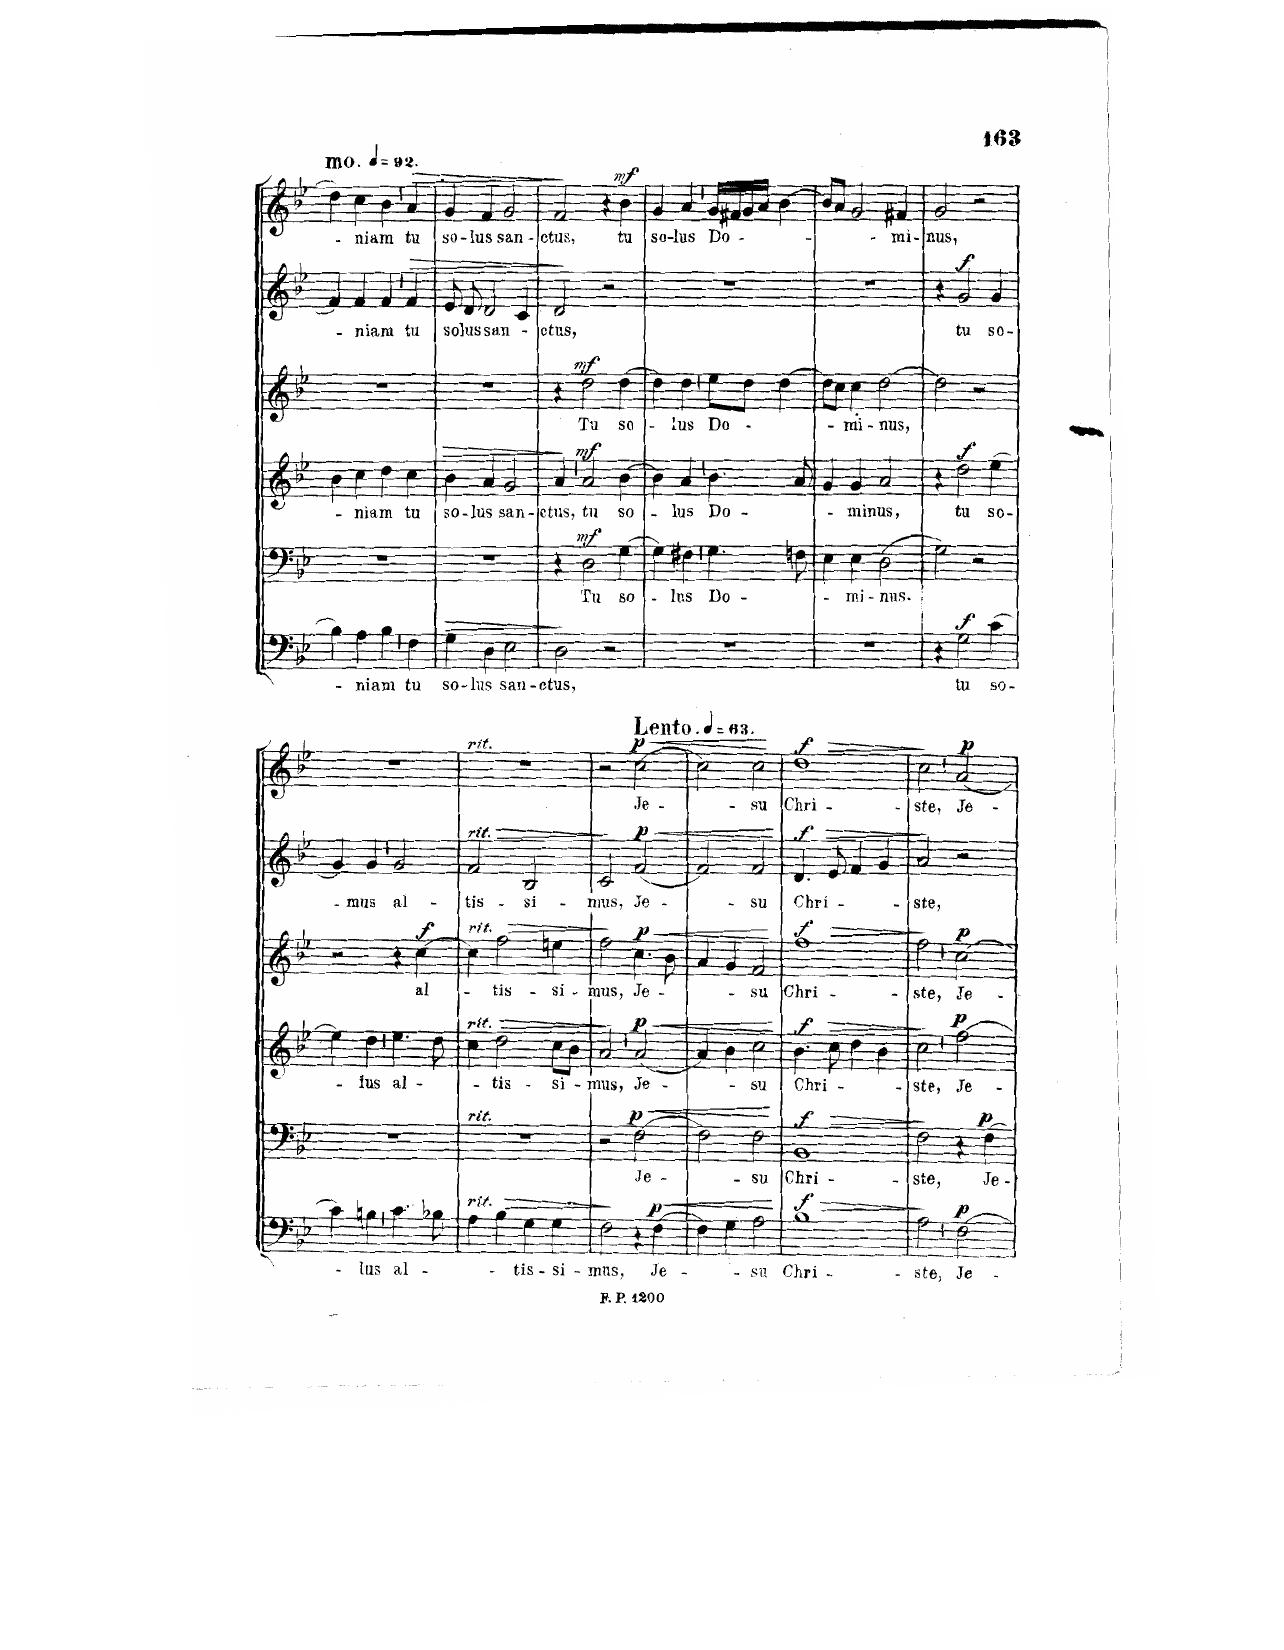 163
mo. = 92.
mf
- niam tu so - lus san - ctus, tu so - lus Do - - - mi - nus,
f
- niam tu solus san - ctus, tu so -
mf
Tu so - lus Do - - mi - nus,
mf f
- niam tu so - lus san - ctus, tu so - lus Do - - minus, tu so -
mf
Tu so - lus Do - - mi - nus.
f
- niam tu so - lus san - ctus, tu so -
Lento. = 63.
rit. p f p
Je - - su Chri - - ste, Je -
rit. p f
- mus al - tis - si - mus, Je - - su Chri - - ste,
f rit. p f p
al - tis - si - mus, Je - - su Chri - - ste, Je -
rit. p f p
- lus al - - tis - si - mus, Je - - su Chri - - ste, Je -
rit. p f p
Je - - su Chri - - ste, Je -
rit. p f p
- lus al - - tis - si - mus, Je - - su Chri - - ste, Je -
F. P. 1200